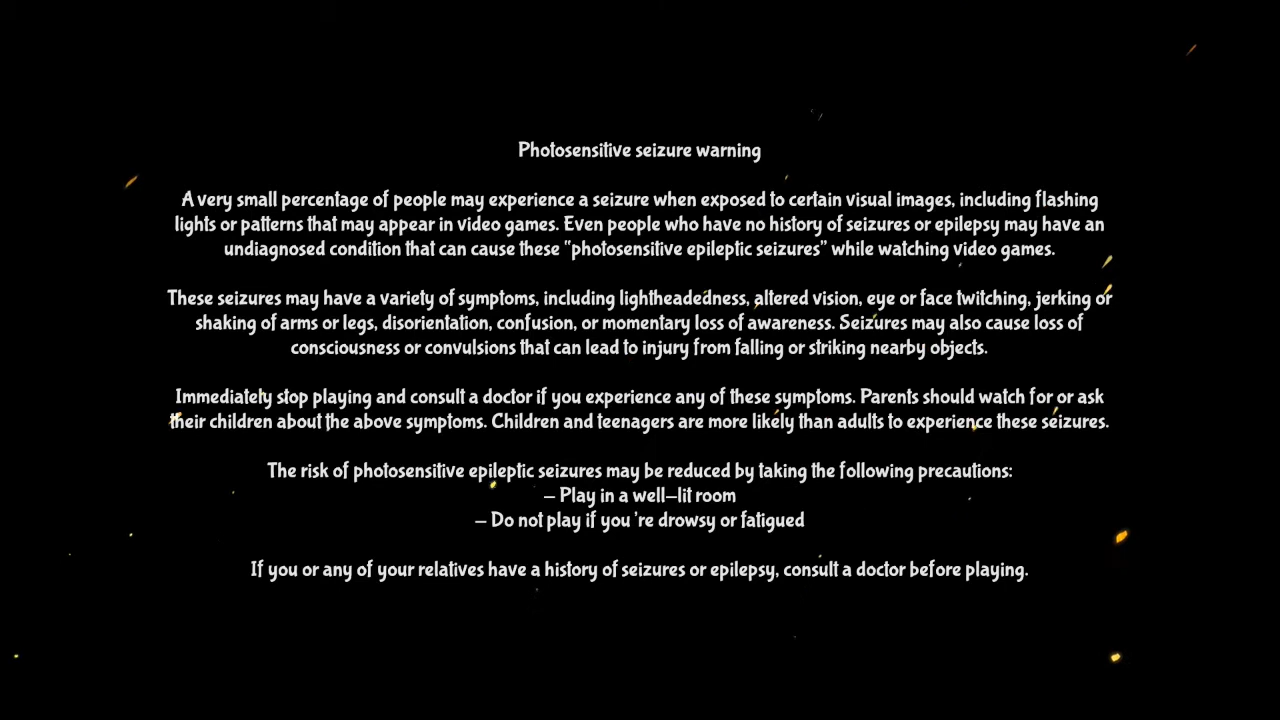 Photosensitive seizure warning
A very small percentage of people may experience a seizure when exposed to certain visual images, including flashing
lights or patterns that may appear in video games. Even people who have no history of seizures or epilepsy may have an
undiagnosed condition that can cause these "photosensitive epileptic seizures" while watching video games.
These seizures may have a variety of symptoms, including lightheadedness, altered vision, eye or face twitching, jerking or
shaking of arms or legs, disorientation, confusion, or momentary loss of awareness. Seizures may also cause loss of
consciousness or convulsions that can lead to injury from falling or striking nearby objects.
Immediately stop playing and consult a doctor if you experience any of these symptoms. Parents should watch for or ask
their children about the above symptoms. Children and teenagers are more likely than adults to experience these seizures.
The risk of photosensitive epileptic seizures may be reduced by taking the following precautions:
– Play in a well–lit room
– Do not play if you 're drowsy or fatigued
If you or any of your relatives have a history of seizures or epilepsy, consult a doctor before playing.